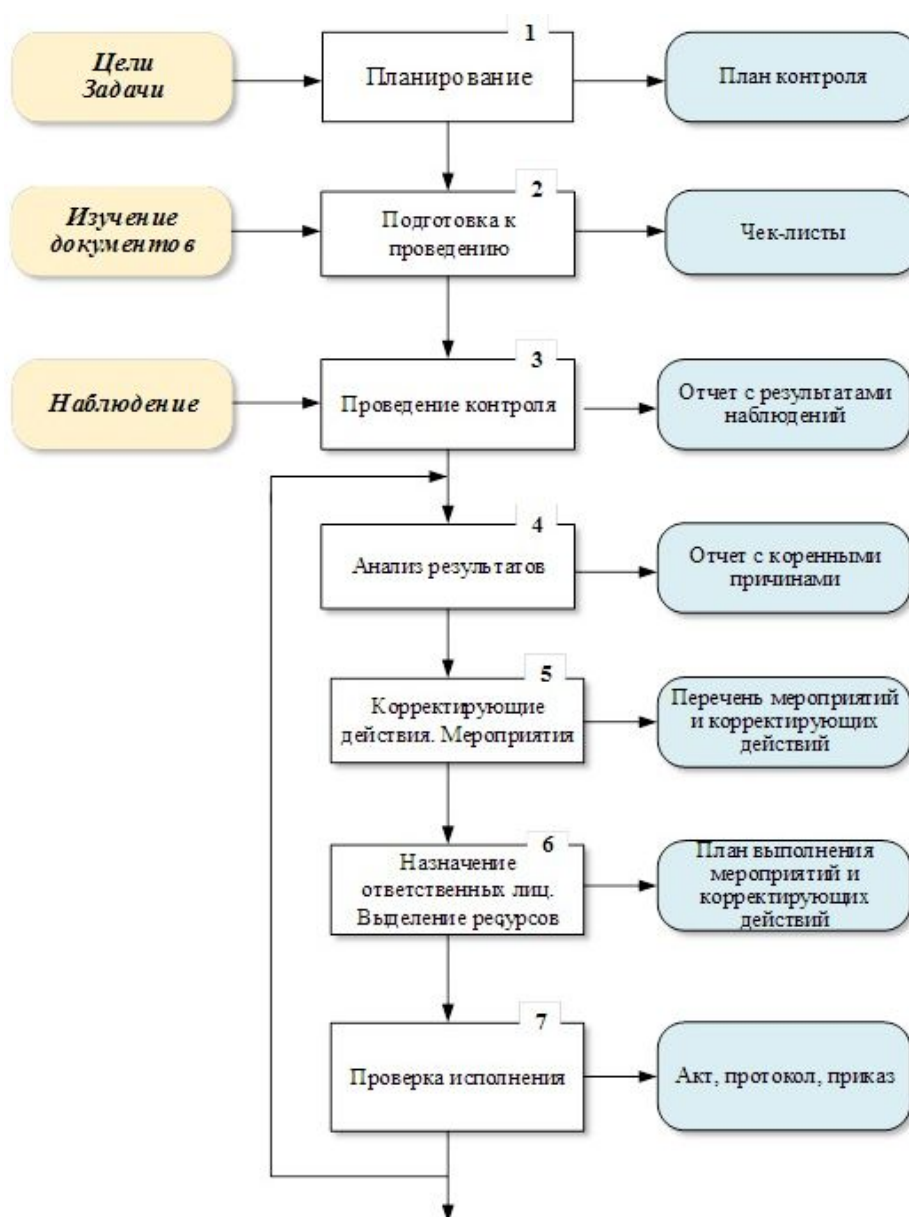 1
Цели
Задачи
Планирование
План контроля
2
Изучение
документов
Подготовка к
проведению
Чек-листы
3
Наблюдение
Проведение контроля
Отчет с результатами
наблюдений
4
Анализ результатов
Отчет с коренными
причинами
5
Корректирующие
действия. Мероприятия
Перечень мероприятий
и корректирующих
действий
6
Назначение
ответственных лиц.
Выделение ресурсов
План выполнения
мероприятий и
корректирующих
действий
7
Проверка исполнения
Акт, протокол, приказ